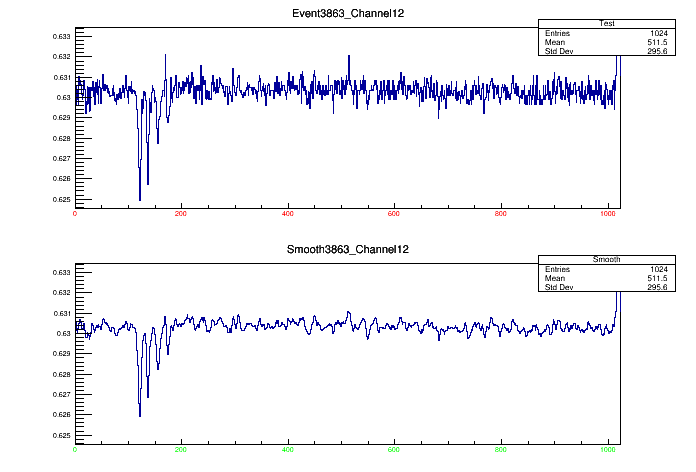 Event3863_Channel12
Test
Entries 1024
Mean 511.5
Std Dev 295.6
0.633
0.632
0.631
0.63
0.629
0.628
0.627
0.626
0.625
0 200 400 600 800 1000
Smooth3863_Channel12
Smooth
Entries 1024
Mean 511.5
Std Dev 295.6
0.633
0.632
0.631
0.63
0.629
0.628
0.627
0.626
0.625
0 200 400 600 800 1000